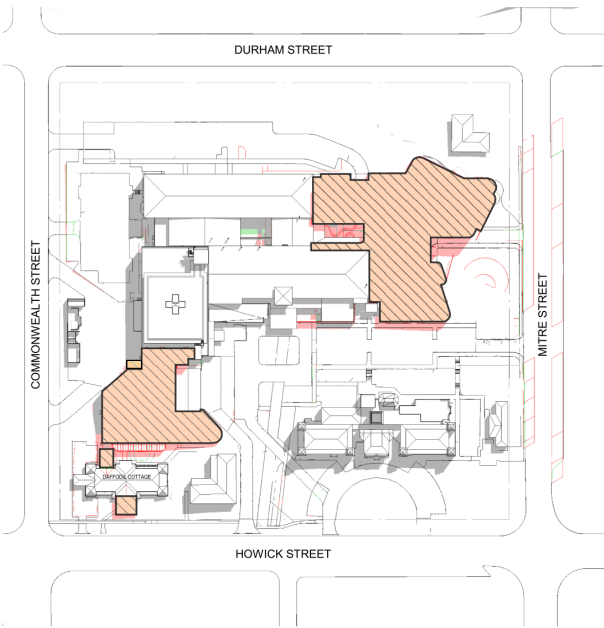 DURHAM STREET
COMMONWEALTH STREET
MITRE STREET
DAFFODIL COTTAGE
HOWICK STREET